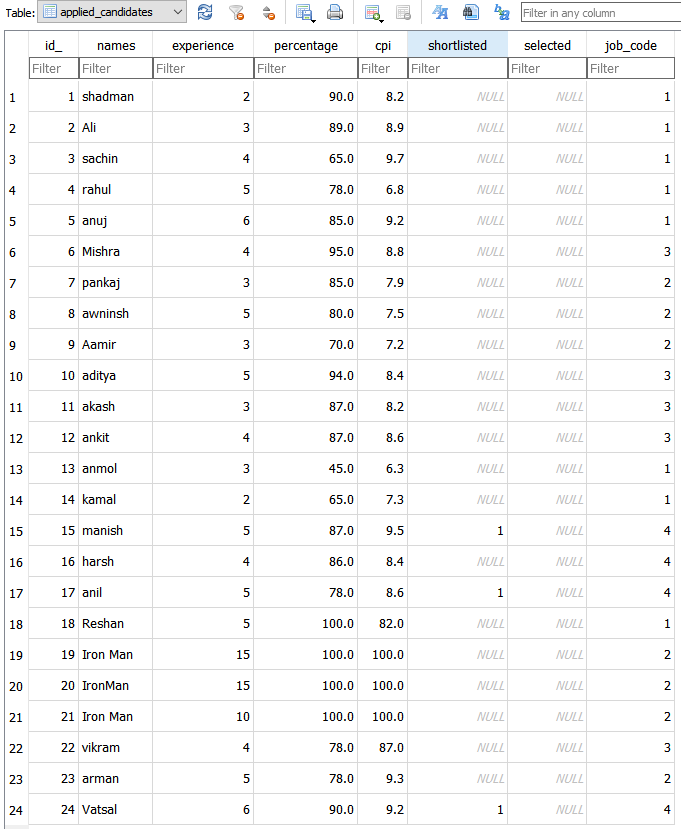 Table: applied_candidates Filter in any column
id_ names experience percentage cpi shortlisted selected job_code
Filter Filter Filter Filter Filter Filter Filter Filter
1 1 shadman 2 90.0 8.2 NULL NULL 1
2 2 Ali 3 89.0 8.9 NULL NULL 1
3 3 sachin 4 65.0 9.7 NULL NULL 1
4 4 rahul 5 78.0 6.8 NULL NULL 1
5 5 anuj 6 85.0 9.2 NULL NULL 1
6 6 Mishra 4 95.0 8.8 NULL NULL 3
7 7 pankaj 3 85.0 7.9 NULL NULL 2
8 8 awninsh 5 80.0 7.5 NULL NULL 2
9 9 Aamir 3 70.0 7.2 NULL NULL 2
10 10 aditya 5 94.0 8.4 NULL NULL 3
11 11 akash 3 87.0 8.2 NULL NULL 3
12 12 ankit 4 87.0 8.6 NULL NULL 3
13 13 anmol 3 45.0 6.3 NULL NULL 1
14 14 kamal 2 65.0 7.3 NULL NULL 1
15 15 manish 5 87.0 9.5 1 NULL 4
16 16 harsh 4 86.0 8.4 NULL NULL 4
17 17 anil 5 78.0 8.6 1 NULL 4
18 18 Reshan 5 100.0 82.0 NULL NULL 1
19 19 Iron Man 15 100.0 100.0 NULL NULL 2
20 20 IronMan 15 100.0 100.0 NULL NULL 2
21 21 Iron Man 10 100.0 100.0 NULL NULL 2
22 22 vikram 4 78.0 87.0 NULL NULL 3
23 23 arman 5 78.0 9.3 NULL NULL 2
24 24 Vatsal 6 90.0 9.2 1 NULL 4